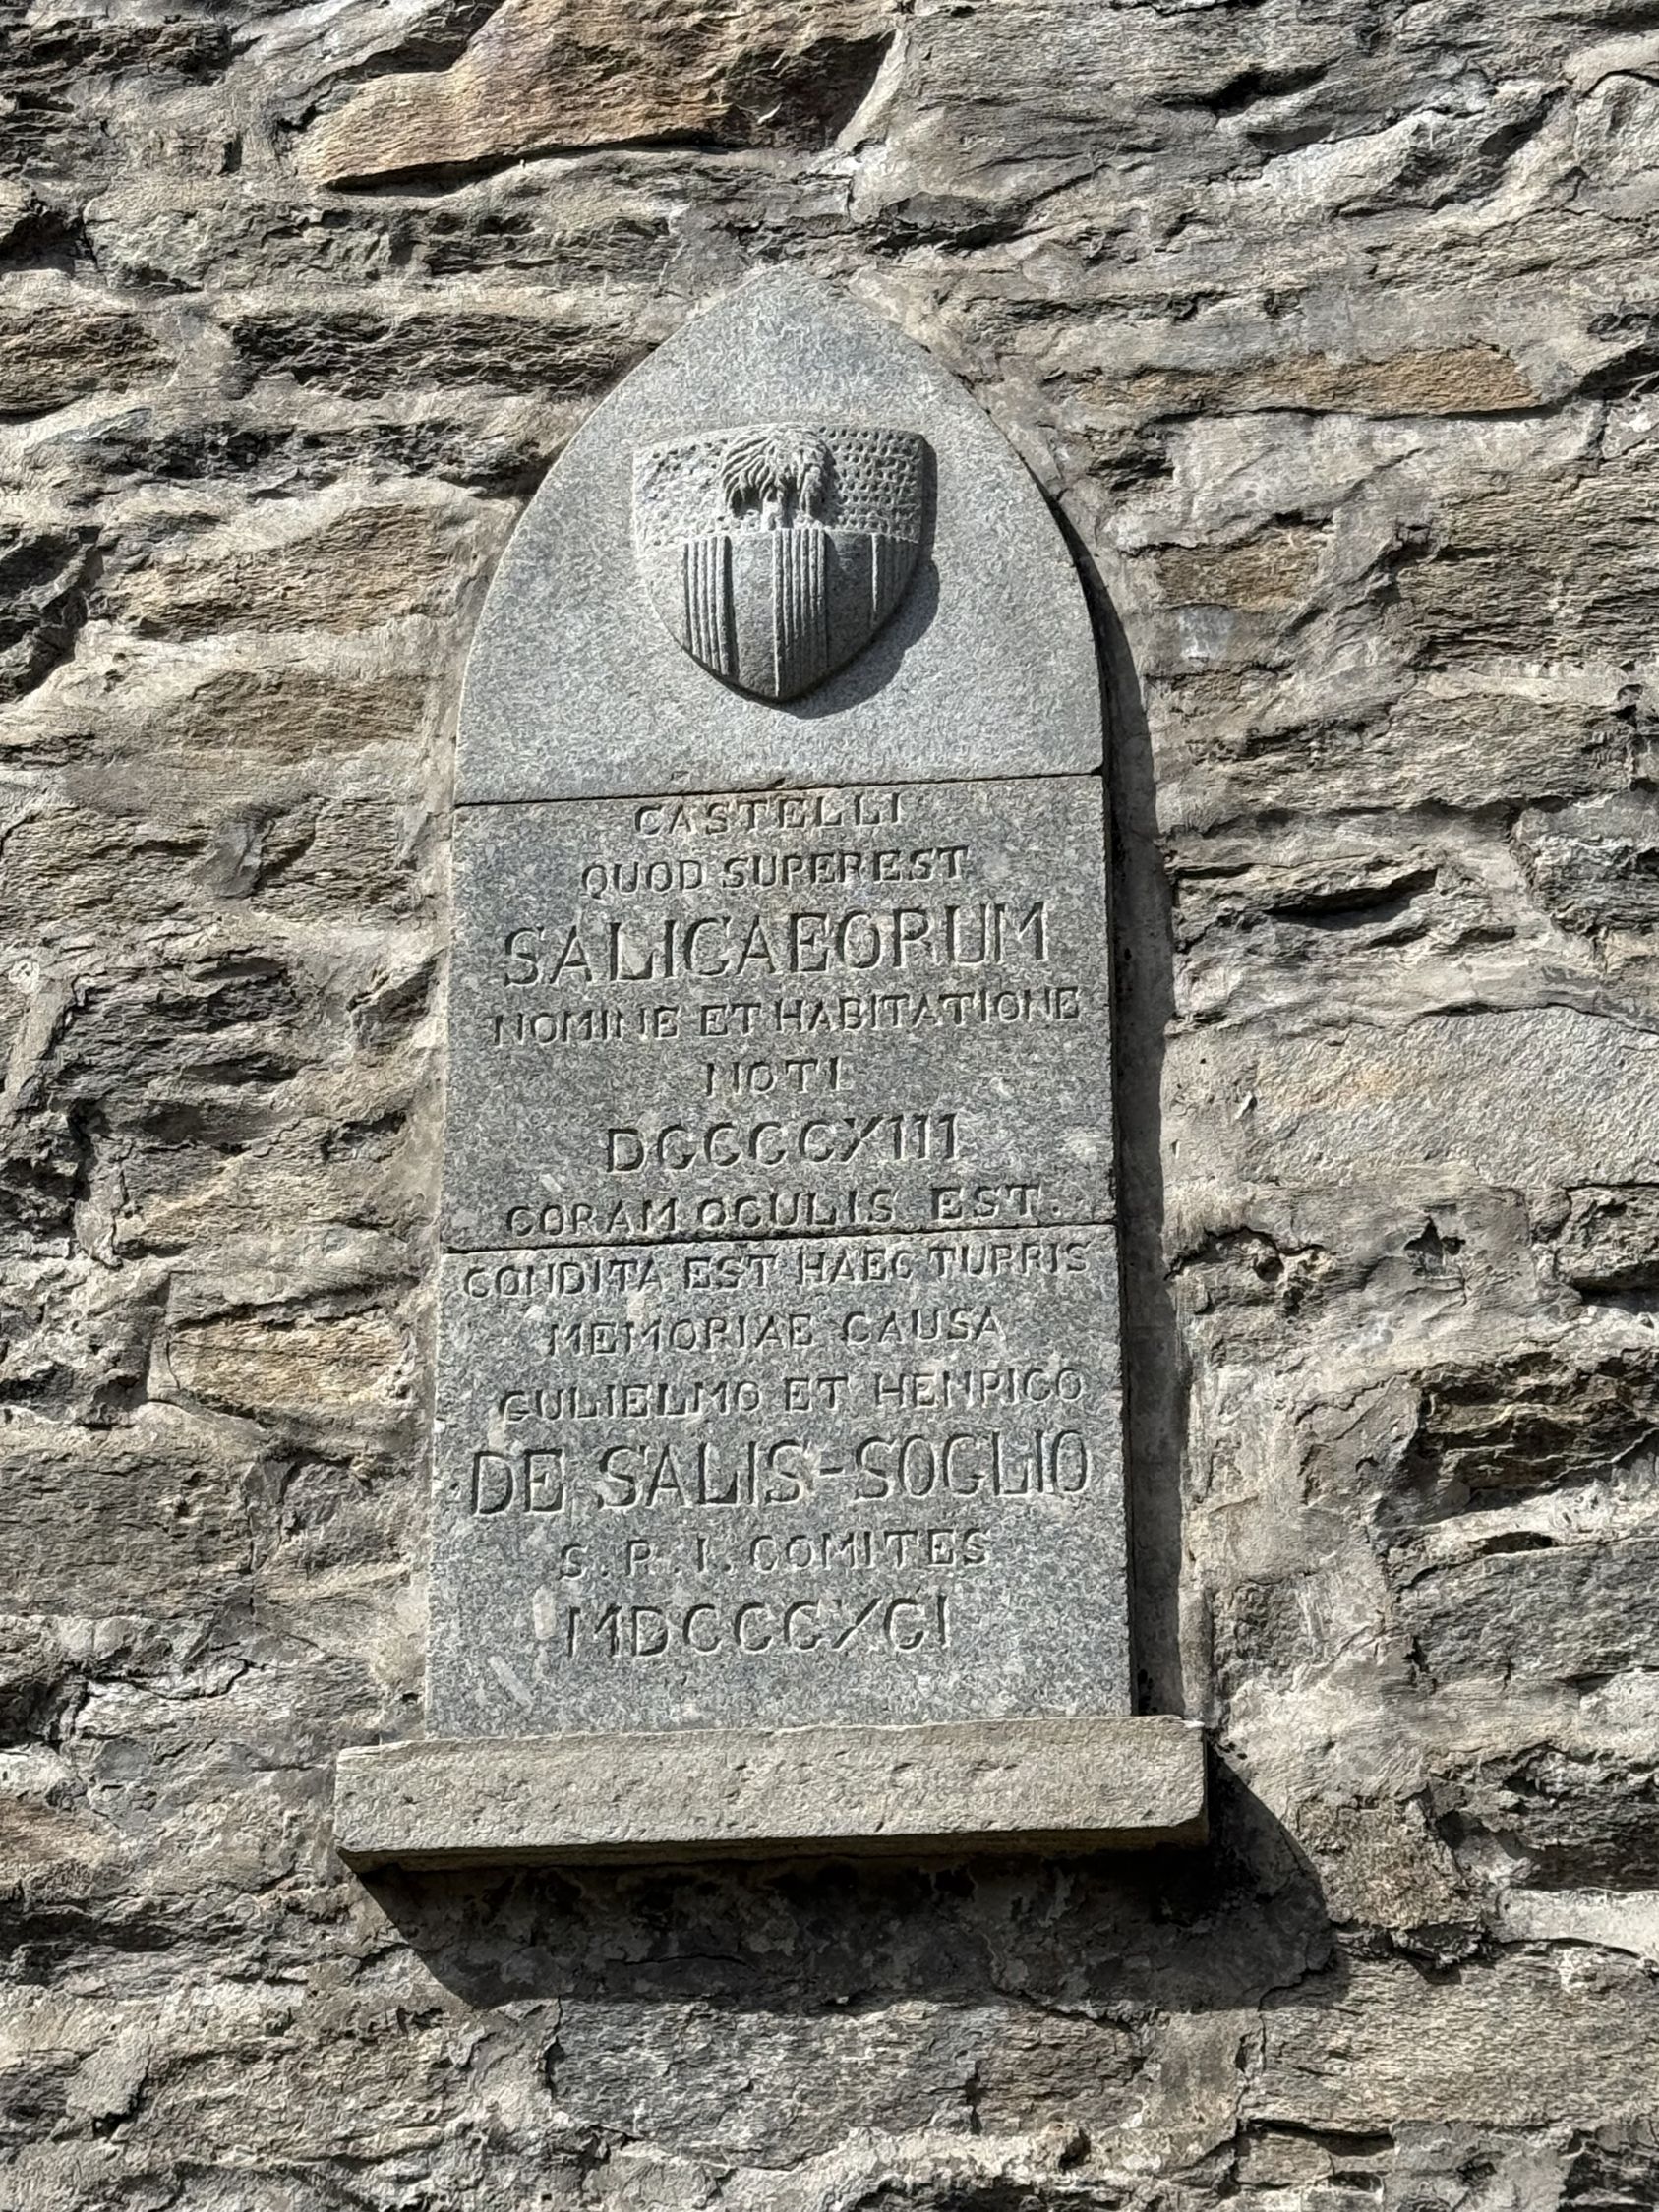 CASTELLI
QUOD SUPEREST
SALICAEORUM
NOMINE ET HABITATIONE
NOTI
DCCCCXIII
CORAM OCULIS EST.
CONDITA EST HAEC TURRIS
MEMORIAE CAUSA
GULIELMO ET HENRICO
DE SALIS-SOGLIO
S. R. I. COMITES
MDCCCXCI